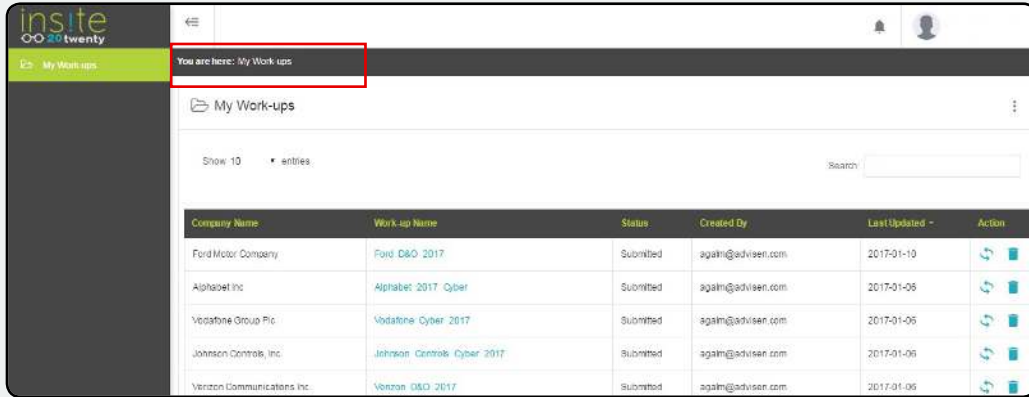 ins!te
20twenty
My Work-ups
You are here: My Work-ups
My Work-ups
Show 10 entries
Search:
Company Name Work-up Name Status Created By Last Updated Action
Ford Motor Company Ford D&O 2017 Submitted agalm@advisen.com 2017-01-10
Alphabet Inc Alphabet 2017 Cyber Submitted agalm@advisen.com 2017-01-06
Vodafone Group Plc Vodafone Cyber 2017 Submitted agalm@advisen.com 2017-01-06
Johnson Controls, Inc. Johnson Controls Cyber 2017 Submitted agalm@advisen.com 2017-01-06
Verizon Communications Inc. Verizon D&O 2017 Submitted agalm@advisen.com 2017-01-06